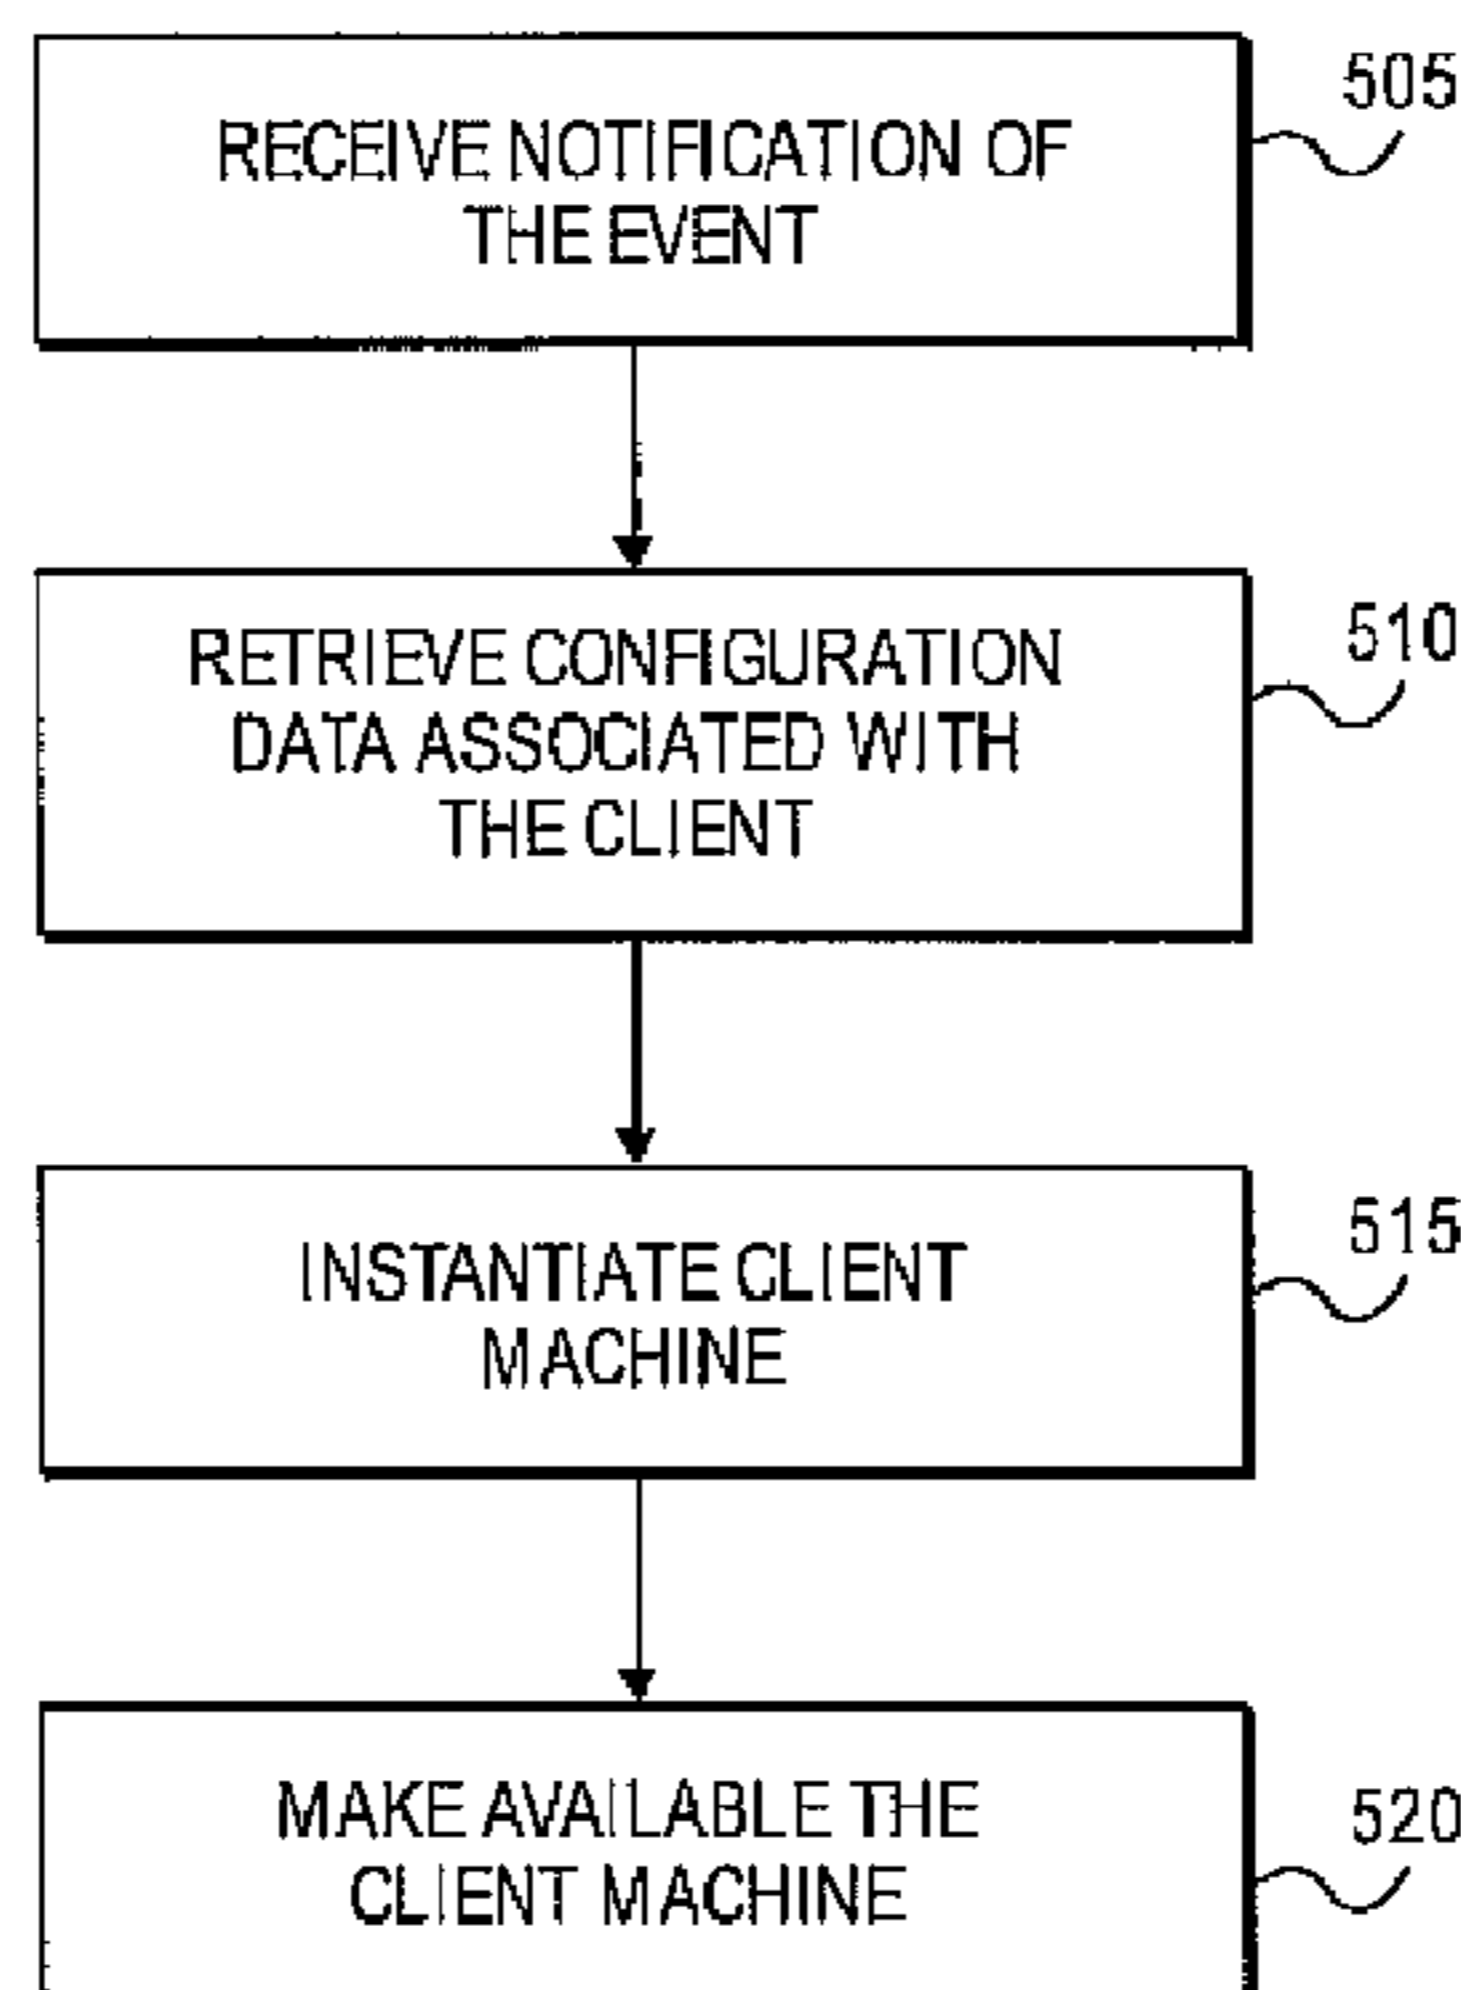 505
RECEIVE NOTIFICATION OF
THE EVENT
510
RETRIEVE CONFIGURATION
DATA ASSOCIATED WITH
THE CLIENT
515
INSTANTIATE CLIENT
MACHINE
520
MAKE AVAILABLE THE
CLIENT MACHINE